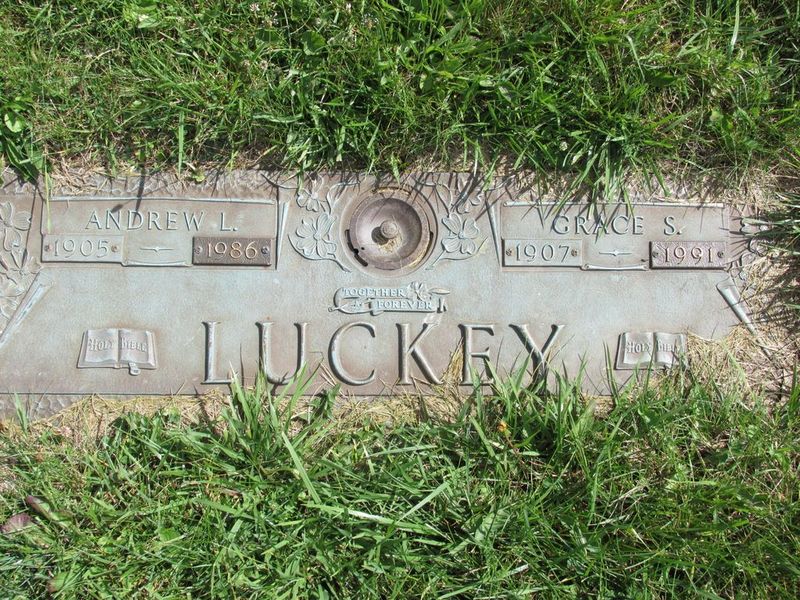 ANDREW L.
1905 1986
GRACE S.
1907 1991
TOGETHER
FOREVER
LUCKEY
HOLY BIBLE
HOLY BIBLE